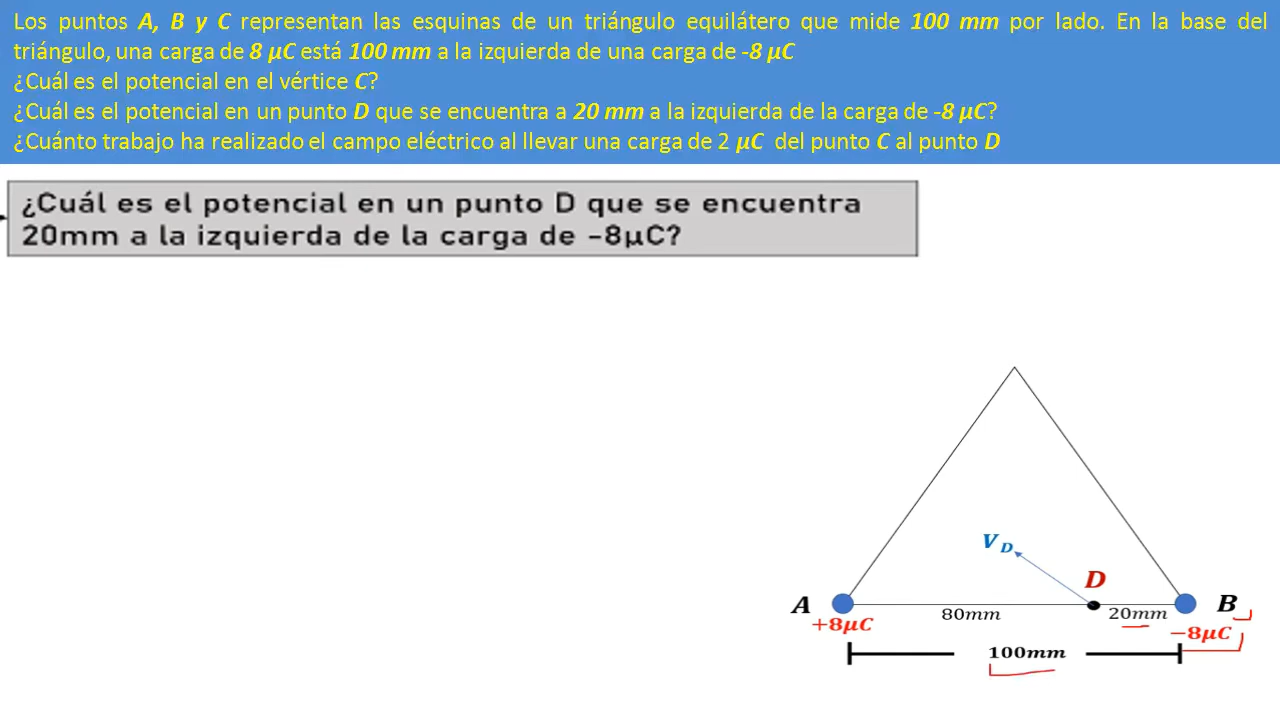 Los puntos A, B y C representan las esquinas de un triángulo equilátero que mide 100 mm por lado. En la base del
triángulo, una carga de 8 µC está 100 mm a la izquierda de una carga de -8 µC
¿Cuál es el potencial en el vértice C?
¿Cuál es el potencial en un punto D que se encuentra a 20 mm a la izquierda de la carga de -8 µC?
¿Cuánto trabajo ha realizado el campo eléctrico al llevar una carga de 2 µC del punto C al punto D
¿Cuál es el potencial en un punto D que se encuentra
20mm a la izquierda de la carga de -8µC?
V_D
D
A
B
80mm
20mm
+8µC
−8µC
100mm